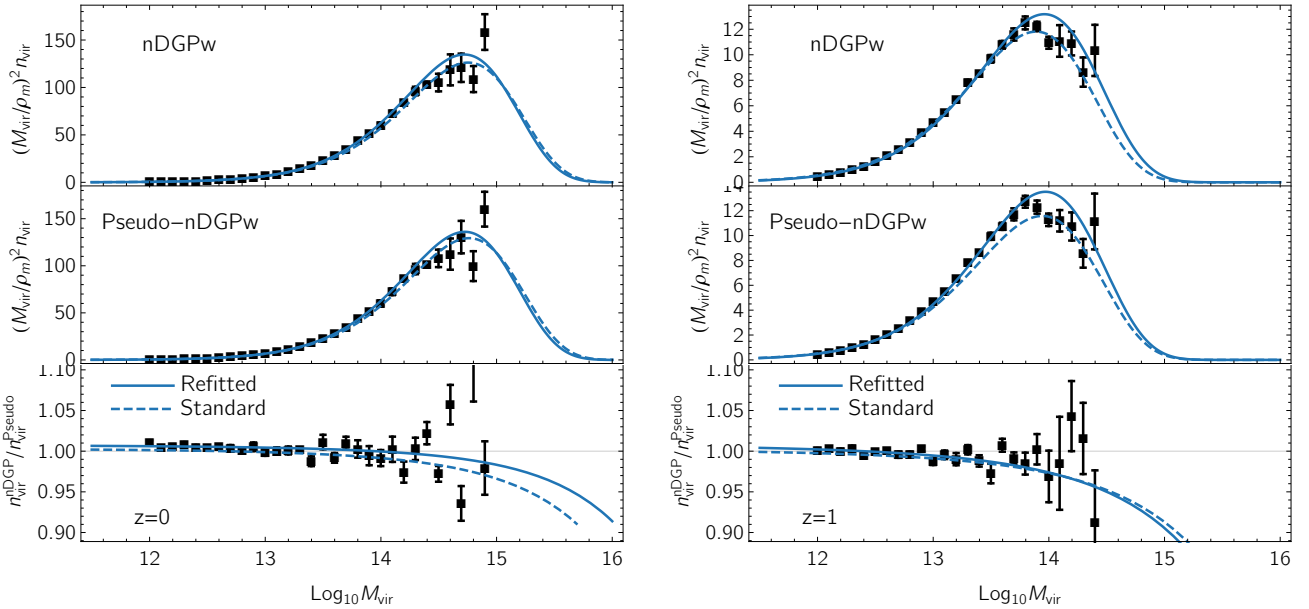 (M_vir/ρ_m)² n_vir
150
100
50
0
nDGPw
(M_vir/ρ_m)² n_vir
150
100
50
0
Pseudo−nDGPw
n_vir^nDGP/n_vir^Pseudo
1.10
1.05
1.00
0.95
0.90
Refitted
Standard
z=0
12 13 14 15 16
Log₁₀ M_vir
(M_vir/ρ_m)² n_vir
12
10
8
6
4
2
0
nDGPw
(M_vir/ρ_m)² n_vir
14
12
10
8
6
4
2
0
Pseudo−nDGPw
n_vir^nDGP/n_vir^Pseudo
1.10
1.05
1.00
0.95
0.90
Refitted
Standard
z=1
12 13 14 15 16
Log₁₀ M_vir